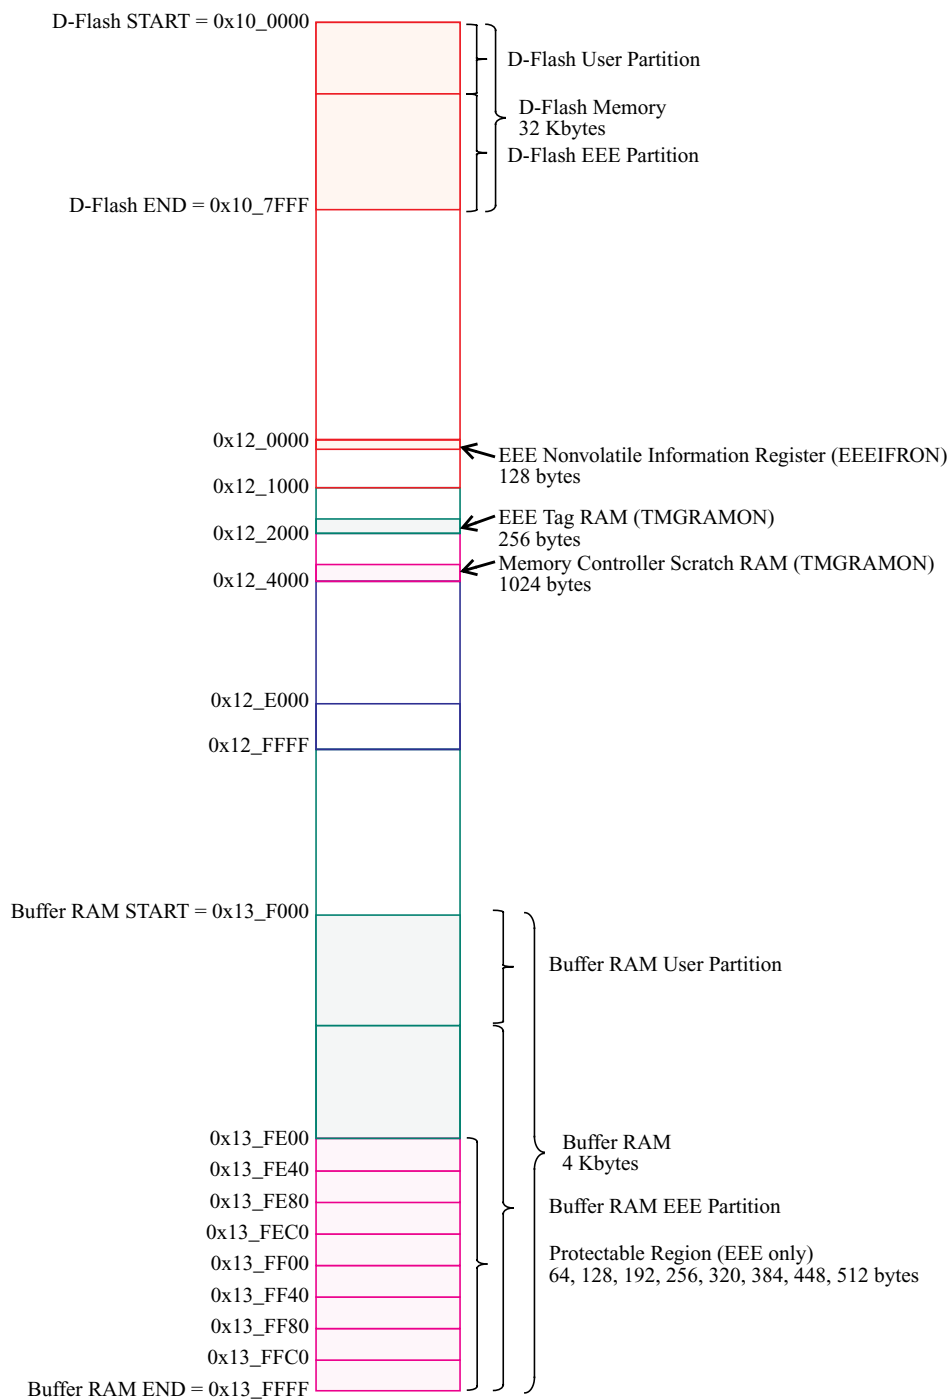 D-Flash START = 0x10_0000
D-Flash User Partition
D-Flash Memory
32 Kbytes
D-Flash EEE Partition
D-Flash END = 0x10_7FFF
0x12_0000
EEE Nonvolatile Information Register (EEEIFRON)
128 bytes
0x12_1000
EEE Tag RAM (TMGRAMON)
256 bytes
0x12_2000
Memory Controller Scratch RAM (TMGRAMON)
1024 bytes
0x12_4000
0x12_E000
0x12_FFFF
Buffer RAM START = 0x13_F000
Buffer RAM User Partition
0x13_FE00
Buffer RAM
4 Kbytes
0x13_FE40
0x13_FE80
Buffer RAM EEE Partition
0x13_FEC0
Protectable Region (EEE only)
64, 128, 192, 256, 320, 384, 448, 512 bytes
0x13_FF00
0x13_FF40
0x13_FF80
0x13_FFC0
Buffer RAM END = 0x13_FFFF